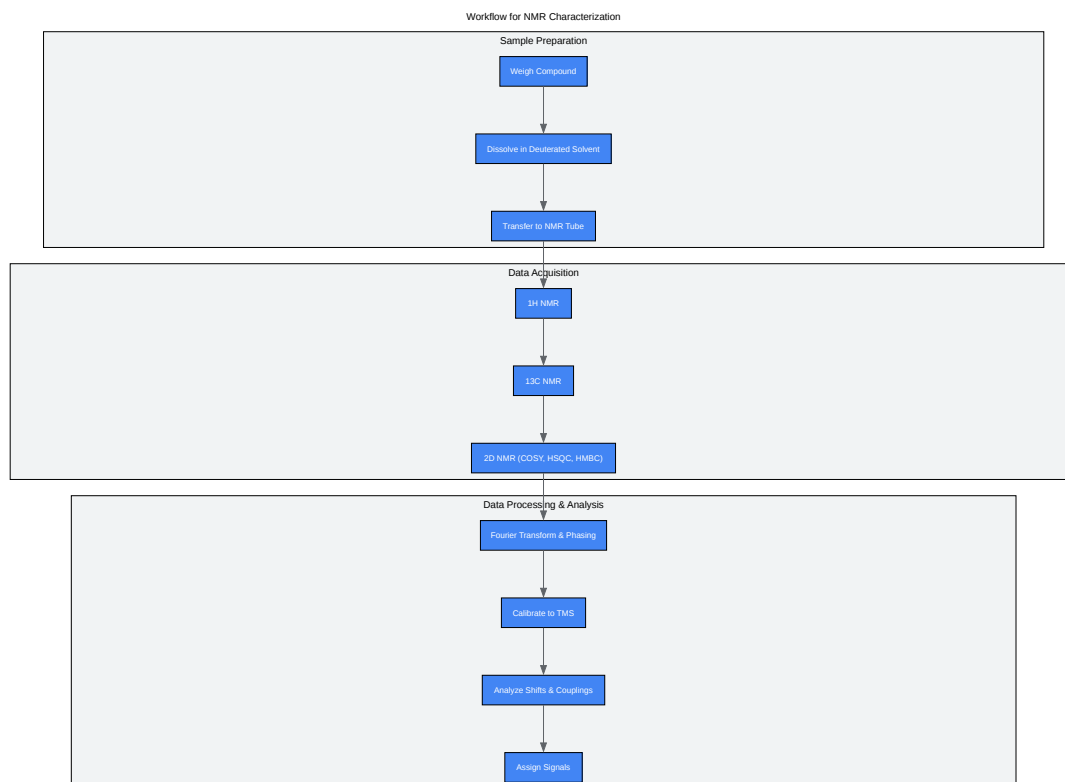 Workflow for NMR Characterization
Sample Preparation
Weigh Compound
Dissolve in Deuterated Solvent
Transfer to NMR Tube
Data Acquisition
1H NMR
13C NMR
2D NMR (COSY, HSQC, HMBC)
Data Processing & Analysis
Fourier Transform & Phasing
Calibrate to TMS
Analyze Shifts & Couplings
Assign Signals